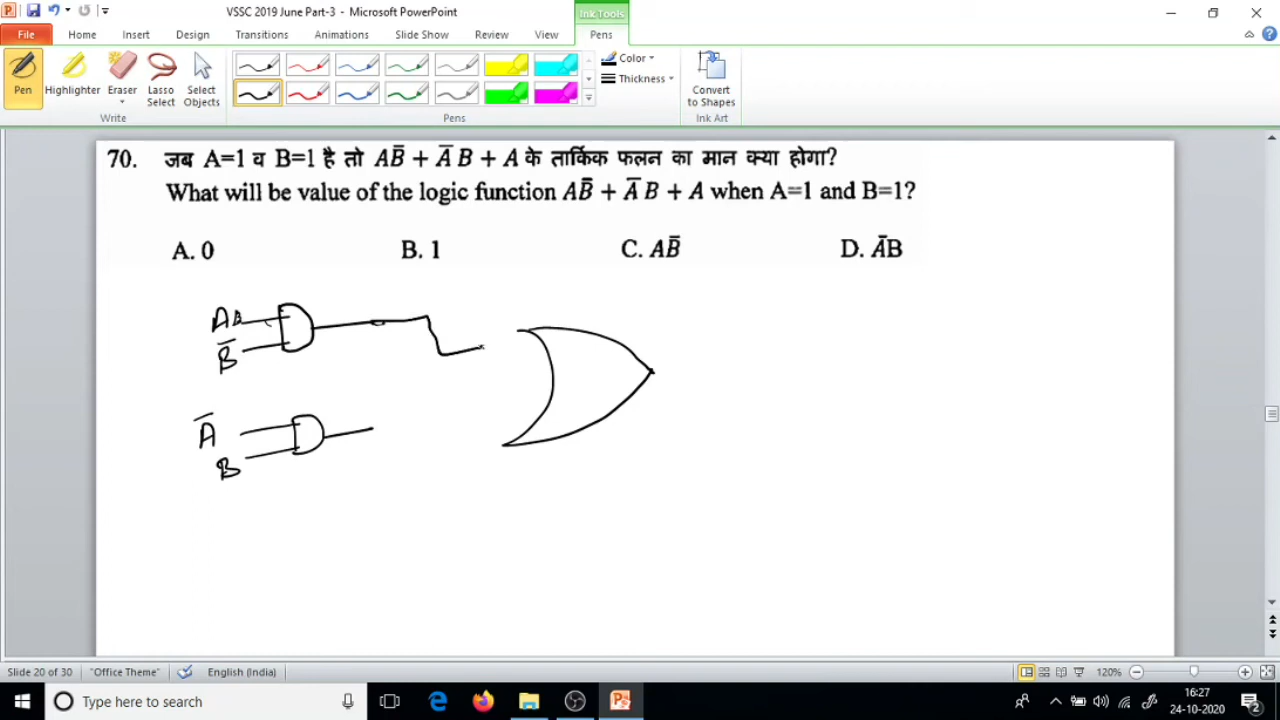 VSSC 2019 June Part-3 - Microsoft PowerPoint
Ink Tools
File Home Insert Design Transitions Animations Slide Show Review View Pens
Pen
Highlighter
Eraser
Lasso Select
Select Objects
Color
Thickness
Convert to Shapes
Write
Pens
Ink Art
70. जब A=1 व B=1 है तो AB̅ + A̅ B + A के तार्किक फलन का मान क्या होगा?
What will be value of the logic function AB̅ + A̅ B + A when A=1 and B=1?
A. 0 B. 1 C. AB̅ D. A̅B
A
B̅
A̅
B
Slide 20 of 30 "Office Theme" English (India) 120%
Type here to search
16:27
24-10-2020
2